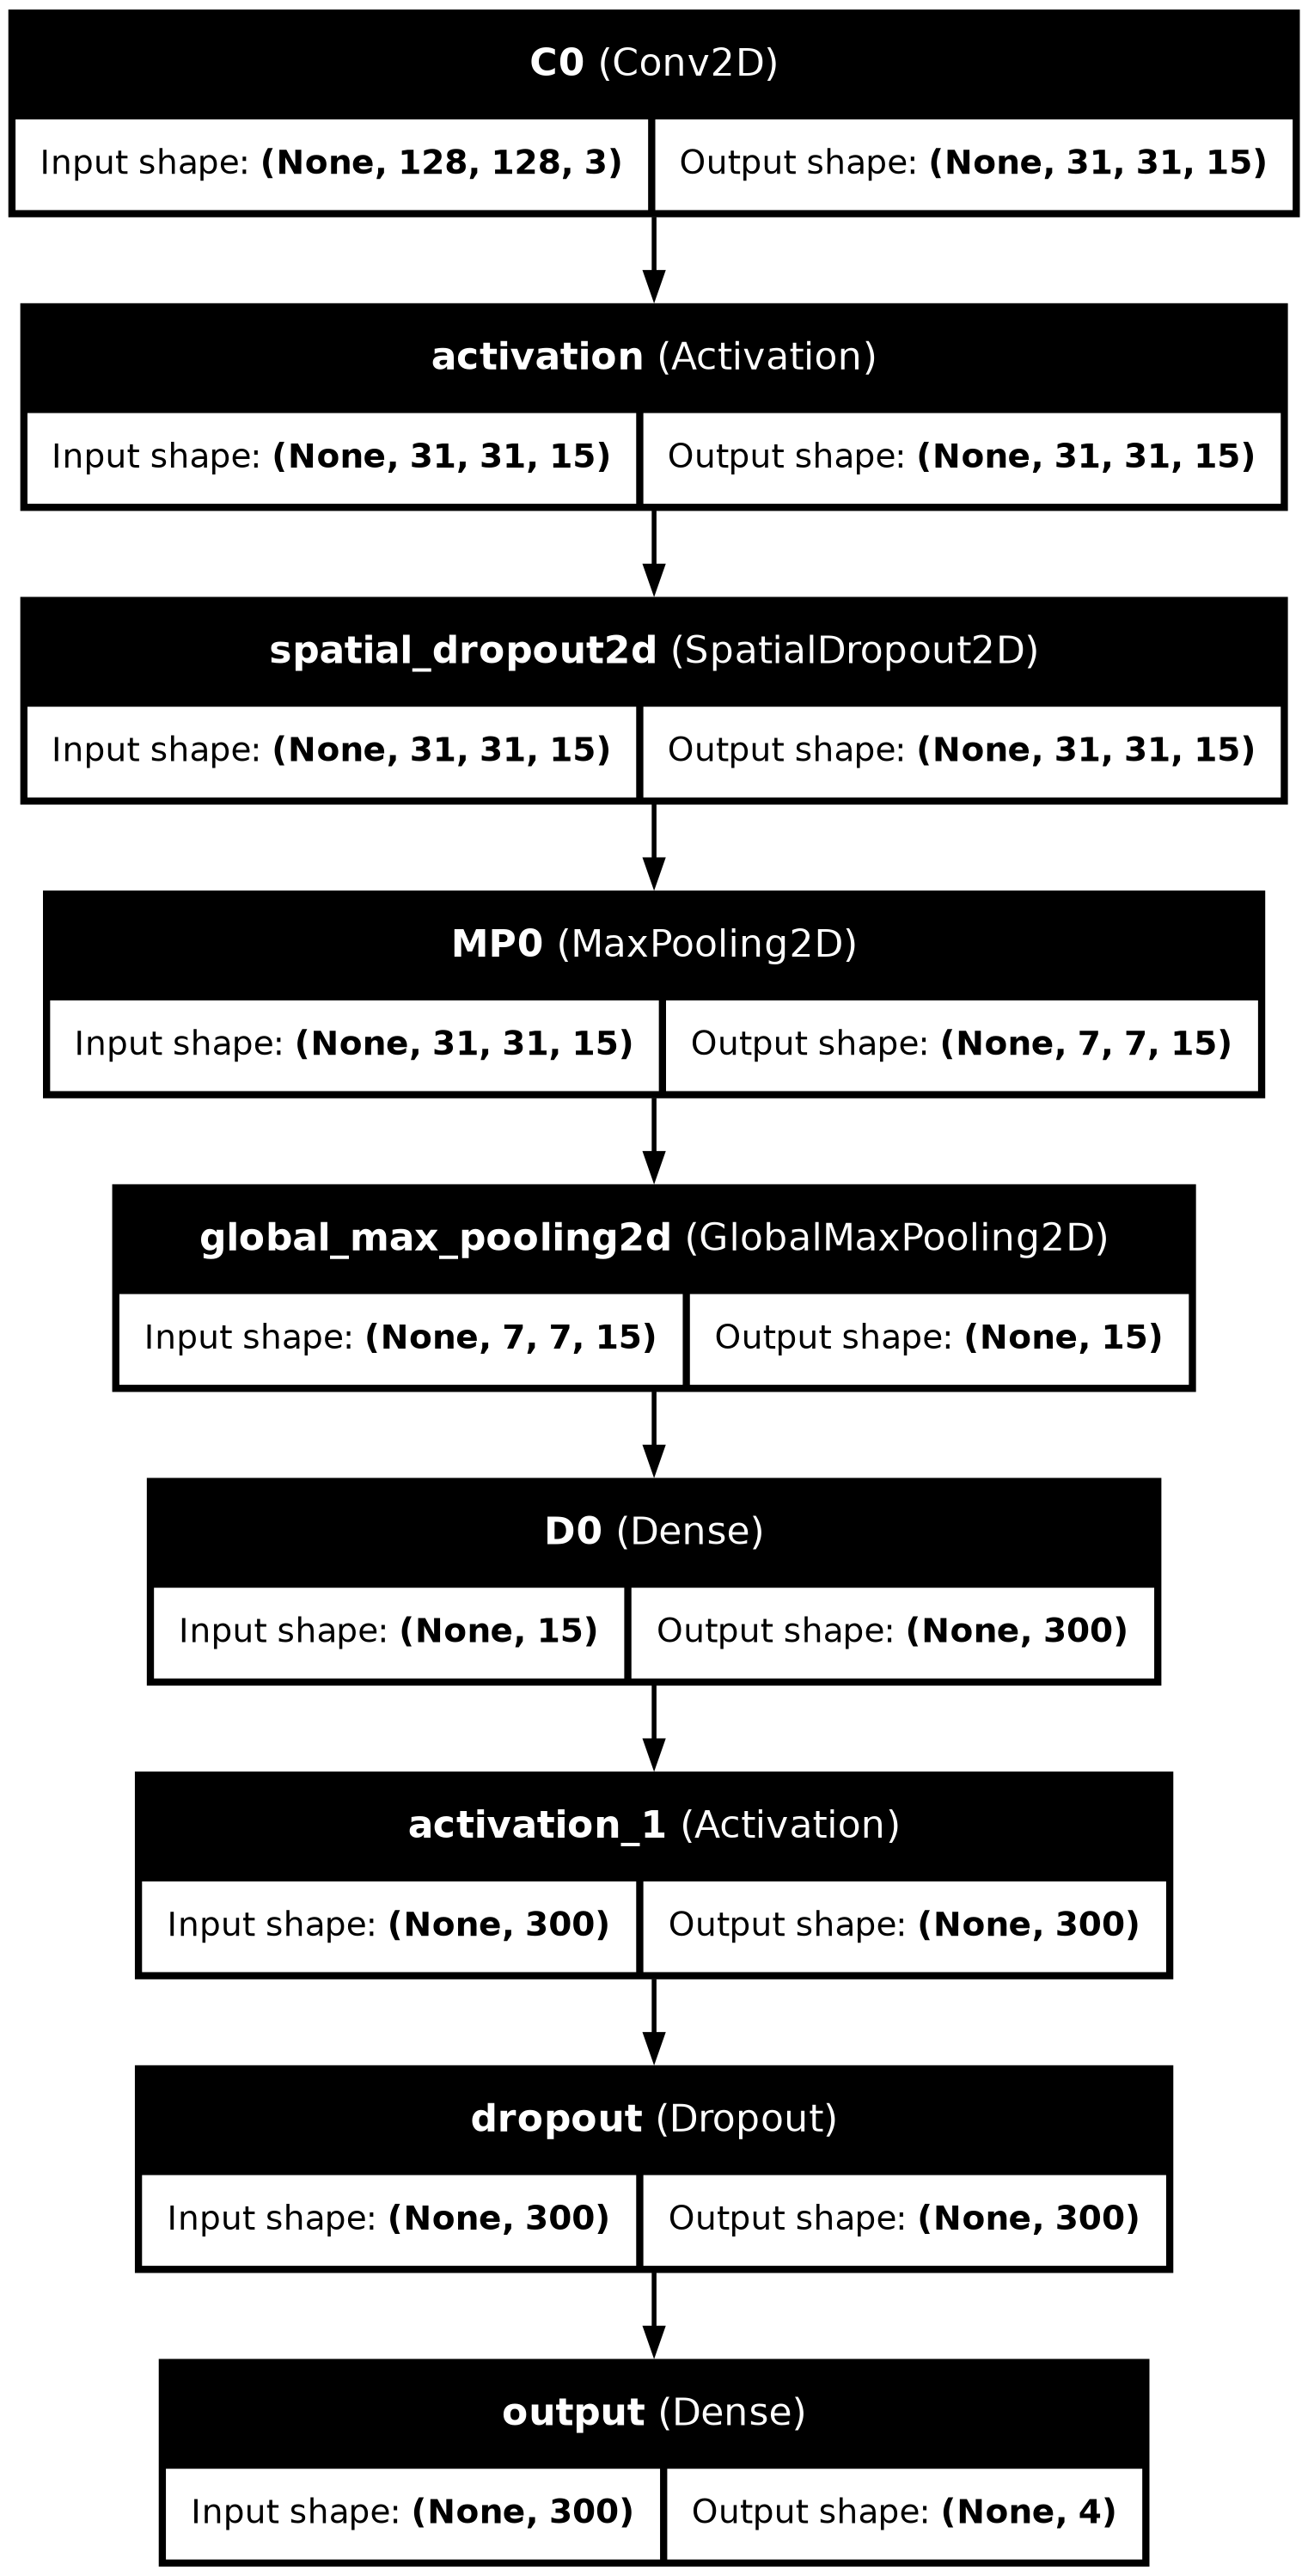 C0 (Conv2D)
Input shape: (None, 128, 128, 3) Output shape: (None, 31, 31, 15)
activation (Activation)
Input shape: (None, 31, 31, 15) Output shape: (None, 31, 31, 15)
spatial_dropout2d (SpatialDropout2D)
Input shape: (None, 31, 31, 15) Output shape: (None, 31, 31, 15)
MP0 (MaxPooling2D)
Input shape: (None, 31, 31, 15) Output shape: (None, 7, 7, 15)
global_max_pooling2d (GlobalMaxPooling2D)
Input shape: (None, 7, 7, 15) Output shape: (None, 15)
D0 (Dense)
Input shape: (None, 15) Output shape: (None, 300)
activation_1 (Activation)
Input shape: (None, 300) Output shape: (None, 300)
dropout (Dropout)
Input shape: (None, 300) Output shape: (None, 300)
output (Dense)
Input shape: (None, 300) Output shape: (None, 4)